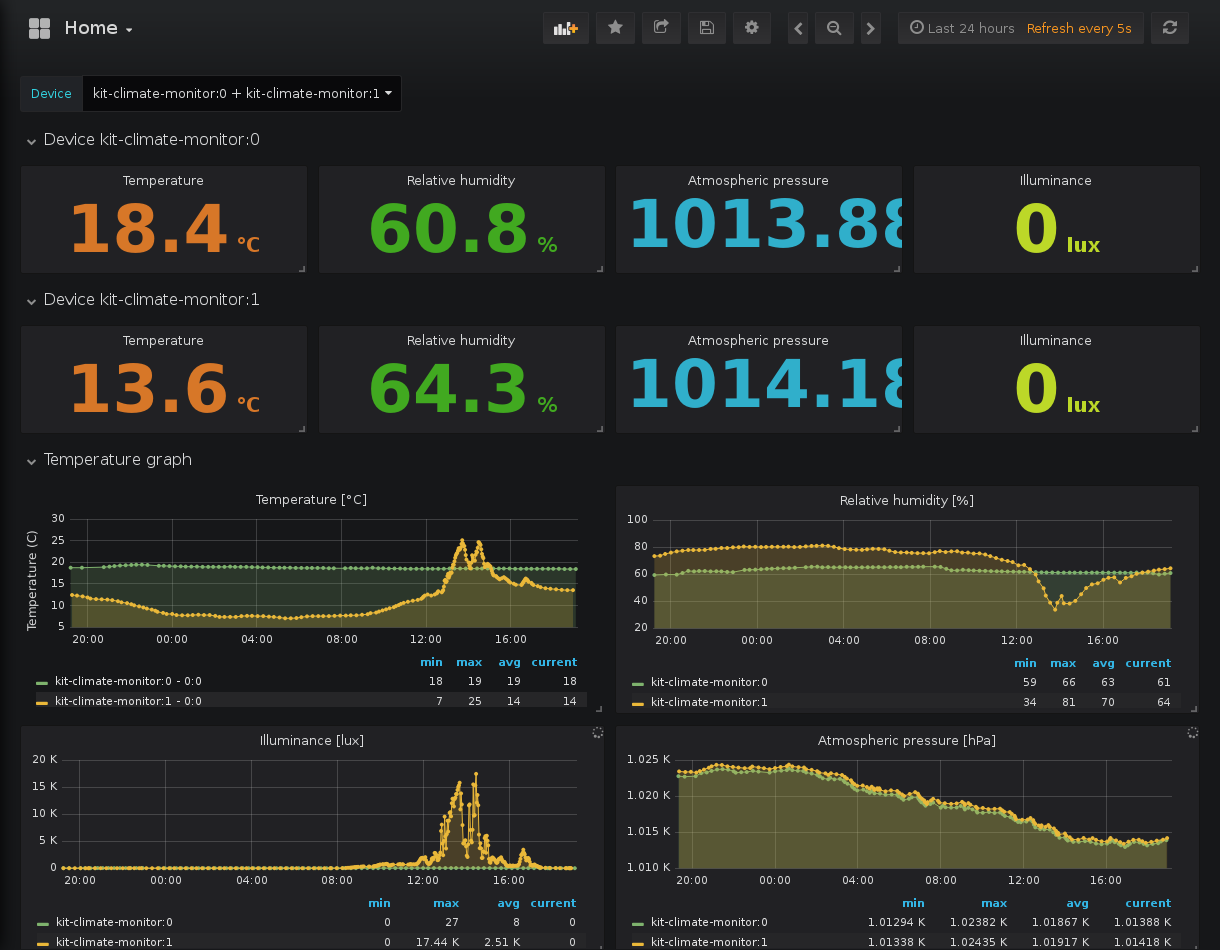 Home
Last 24 hours Refresh every 5s
Device kit-climate-monitor:0 + kit-climate-monitor:1
Device kit-climate-monitor:0
Temperature Relative humidity Atmospheric pressure Illuminance
18.4 °C 60.8 % 1013.88 0 lux
Device kit-climate-monitor:1
Temperature Relative humidity Atmospheric pressure Illuminance
13.6 °C 64.3 % 1014.18 0 lux
Temperature graph
Temperature [°C]
Temperature (C)
30
25
20
15
10
5
20:00 00:00 04:00 08:00 12:00 16:00
min max avg current
kit-climate-monitor:0 - 0:0 18 19 19 18
kit-climate-monitor:1 - 0:0 7 25 14 14
Relative humidity [%]
100
80
60
40
20
20:00 00:00 04:00 08:00 12:00 16:00
min max avg current
kit-climate-monitor:0 59 66 63 61
kit-climate-monitor:1 34 81 70 64
Illuminance [lux]
20 K
15 K
10 K
5 K
0
20:00 00:00 04:00 08:00 12:00 16:00
min max avg current
kit-climate-monitor:0 0 27 8 0
kit-climate-monitor:1 0 17.44 K 2.51 K 0
Atmospheric pressure [hPa]
1.025 K
1.020 K
1.015 K
1.010 K
20:00 00:00 04:00 08:00 12:00 16:00
min max avg current
kit-climate-monitor:0 1.01294 K 1.02382 K 1.01867 K 1.01388 K
kit-climate-monitor:1 1.01338 K 1.02435 K 1.01917 K 1.01418 K